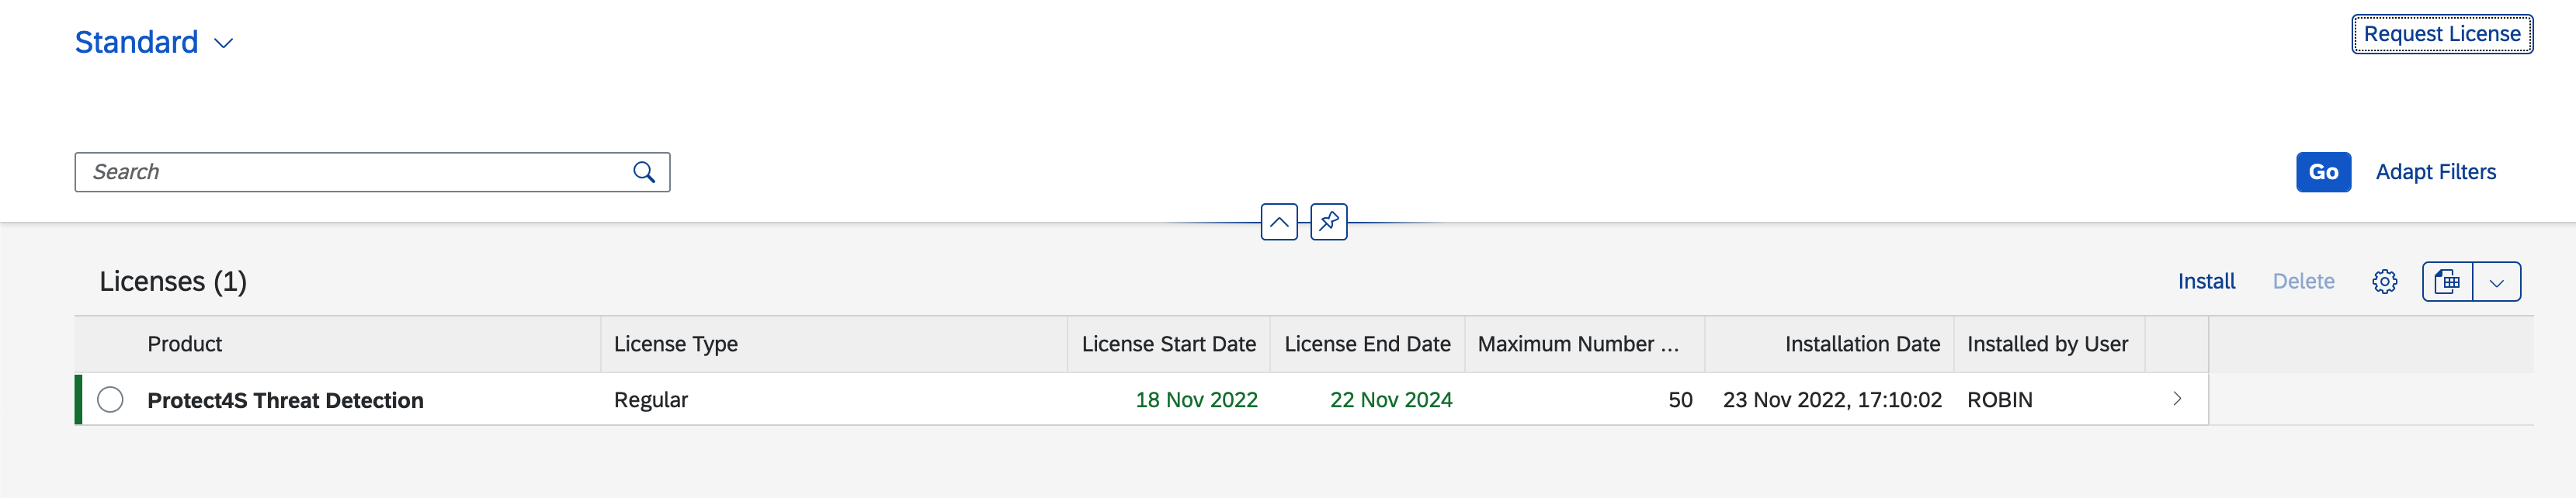 Standard
Request License
Search
Go Adapt Filters
Licenses (1) Install Delete
Product License Type License Start Date License End Date Maximum Number ... Installation Date Installed by User
Protect4S Threat Detection Regular 18 Nov 2022 22 Nov 2024 50 23 Nov 2022, 17:10:02 ROBIN